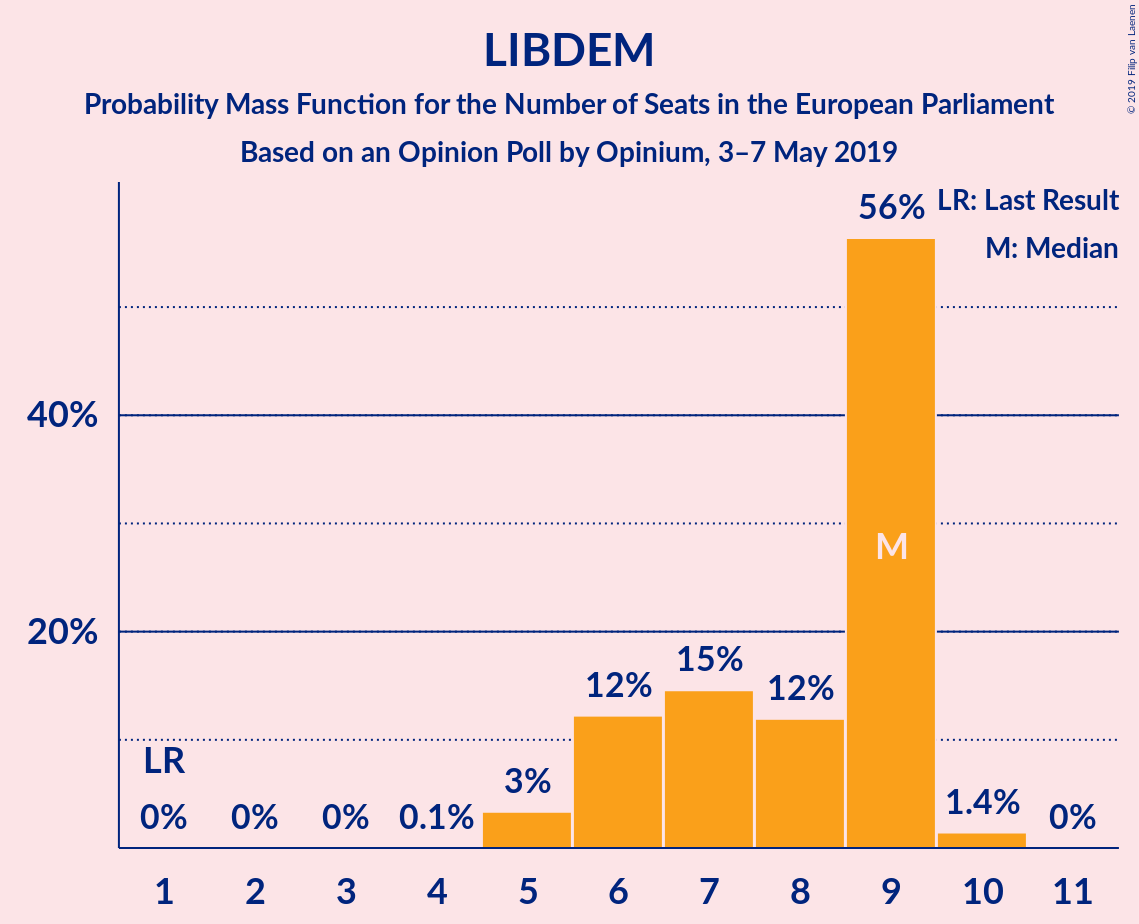 LIBDEM
Probability Mass Function for the Number of Seats in the European Parliament
Based on an Opinion Poll by Opinium, 3–7 May 2019
© 2019 Filip van Laenen
LR: Last Result
M: Median
56%
40%
M
20%
15%
12%
12%
LR
3%
1.4%
0%
0%
0%
0.1%
0%
1 2 3 4 5 6 7 8 9 10 11